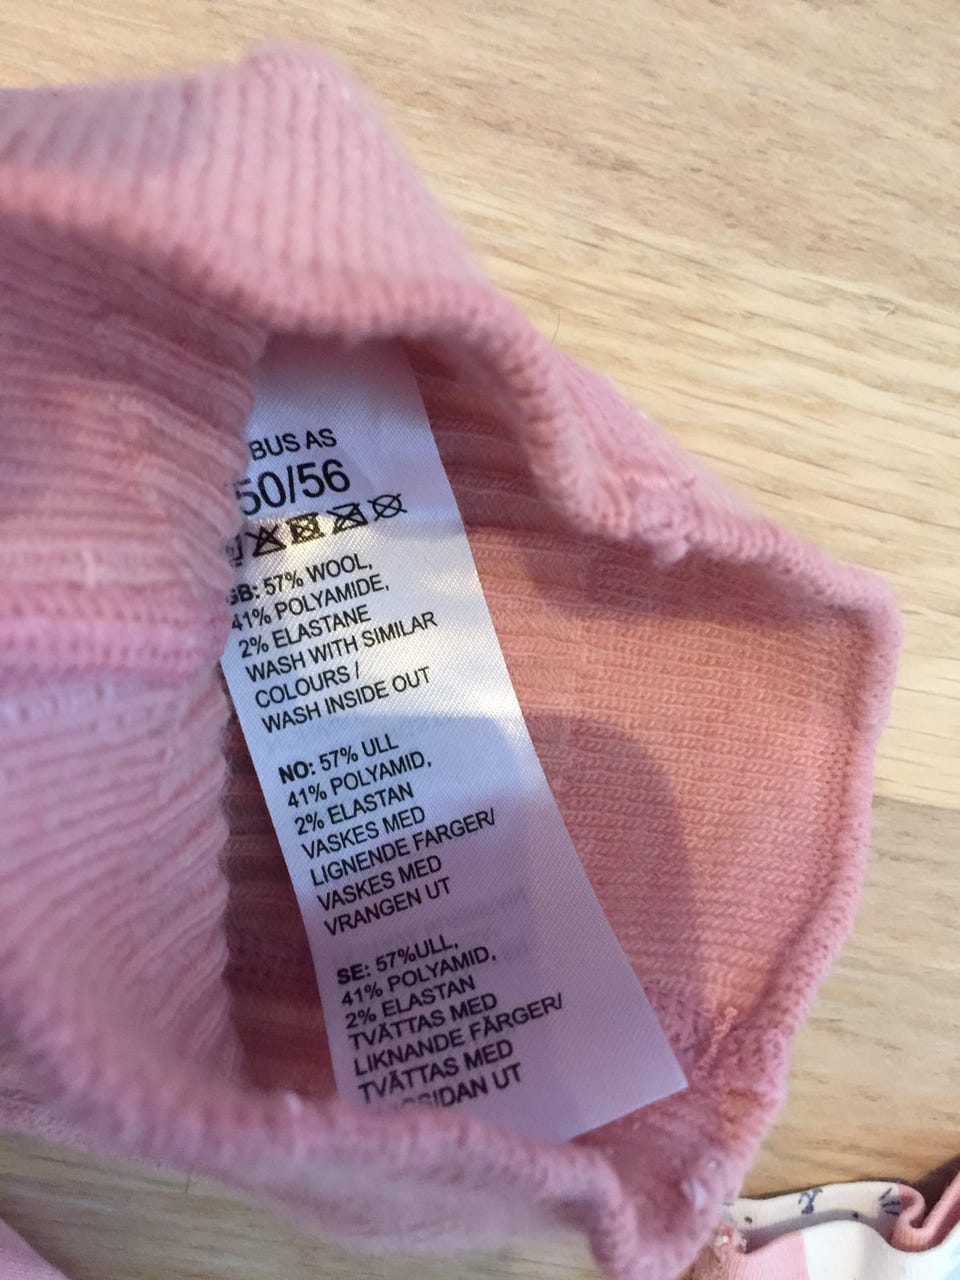 BUS AS
50/56
GB: 57% WOOL,
41% POLYAMIDE,
2% ELASTANE
WASH WITH SIMILAR
COLOURS /
WASH INSIDE OUT
NO: 57% ULL
41% POLYAMID,
2% ELASTAN
VASKES MED
LIGNENDE FARGER/
VASKES MED
VRANGEN UT
SE: 57%ULL,
41% POLYAMID,
2% ELASTAN
TVÄTTAS MED
LIKNANDE FÄRGER/
TVÄTTAS MED
UT